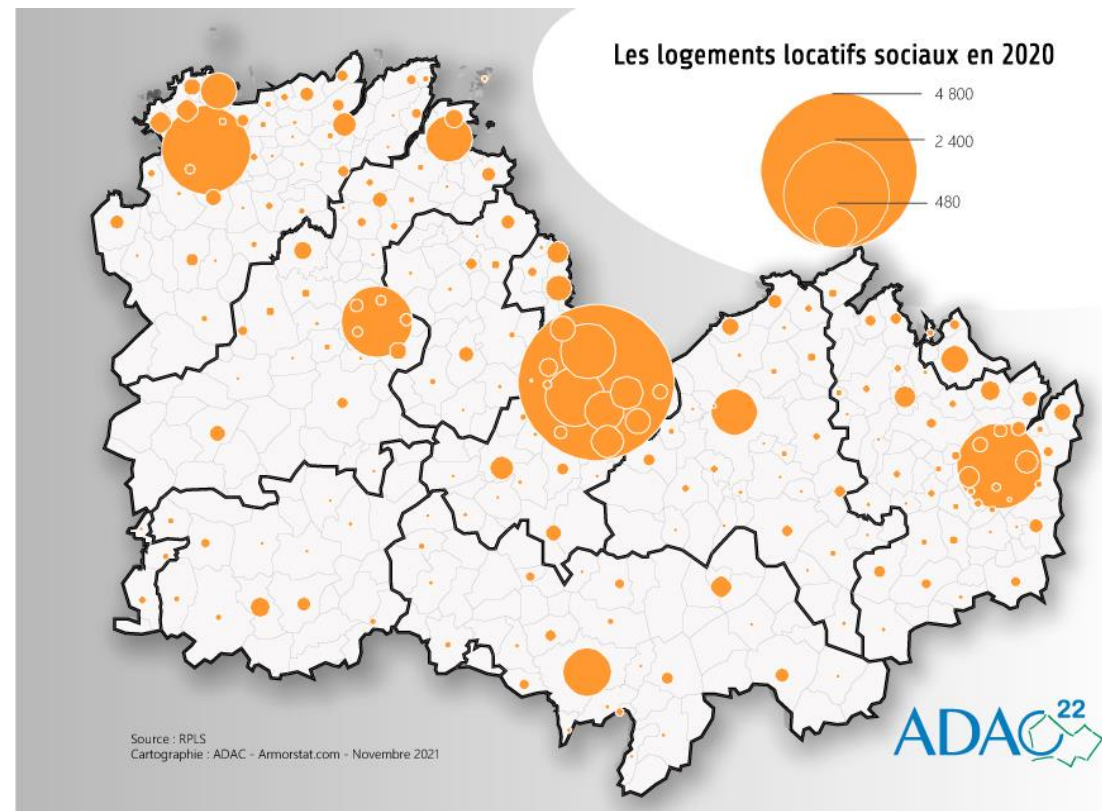 Les logements locatifs sociaux en 2020
4 800
2 400
480
Source : RPLS
Cartographie : ADAC - Armorstat.com - Novembre 2021
ADAC 22